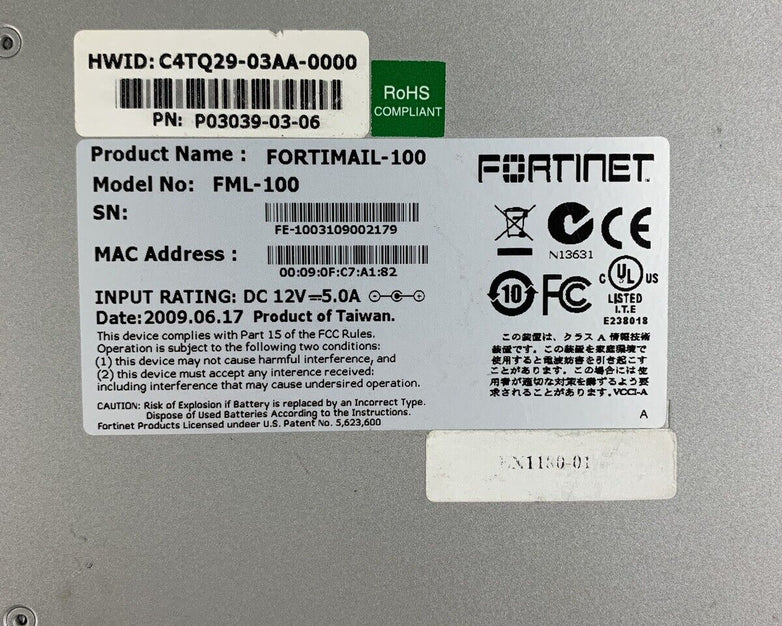 HWID: C4TQ29-03AA-0000
PN: P03039-03-06
RoHS
COMPLIANT
Product Name : FORTIMAIL-100
Model No: FML-100
SN:
FE-1003109002179
MAC Address :
00:09:0F:C7:A1:82
INPUT RATING: DC 12V⎓5.0A
Date:2009.06.17 Product of Taiwan.
This device complies with Part 15 of the FCC Rules.
Operation is subject to the following two conditions:
(1) this device may not cause harmful interference, and
(2) this device must accept any interence received:
including interference that may cause undersired operation.
CAUTION: Risk of Explosion if Battery is replaced by an Incorrect Type.
Dispose of Used Batteries According to the Instructions.
Fortinet Products Licensed undeer U.S. Patent No. 5,623,600
FORTINET
N13631
CE
10
FC
C UL US
LISTED
I.T.E
E238018
この装置は、クラス A 情報技術
装置です。この装置を家庭環境で
使用すると電波妨害を引き起こす
ことがあります。この場合には使
用者が適切な対策を講ずるよう要
求されることがあります。VCCI-A
A
1180-01